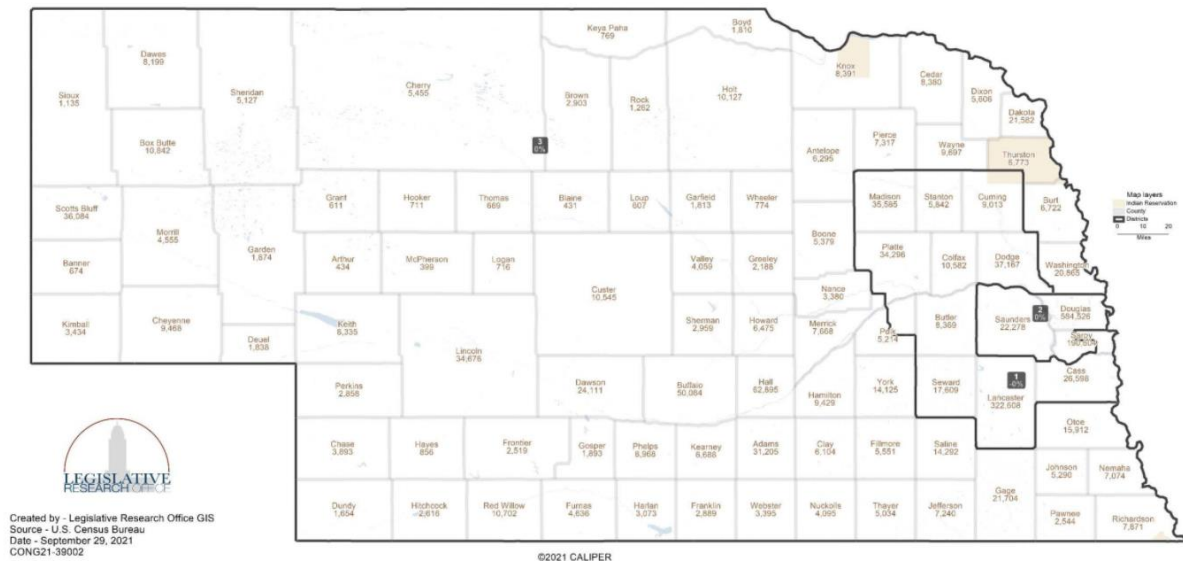 Boyd
1,810
Keya Paha
769
Dawes
8,199
Knox
8,391
Cedar
8,380
Sioux
1,135
Sheridan
5,127
Cherry
5,455
Brown
2,903
Rock
1,262
Holt
10,127
Dixon
5,606
Dakota
21,582
Box Butte
10,842
3
0%
Antelope
6,295
Pierce
7,317
Wayne
9,697
Thurston
6,773
Map layers
Indian Reservation
County
Districts
0 10 20
Miles
Scotts Bluff
36,084
Grant
611
Hooker
711
Thomas
669
Blaine
431
Loup
607
Garfield
1,813
Wheeler
774
Madison
35,585
Stanton
5,842
Cuming
9,013
Burt
6,722
Morrill
4,555
Garden
1,874
Boone
5,379
Banner
674
Arthur
434
McPherson
399
Logan
716
Valley
4,059
Greeley
2,188
Platte
34,296
Colfax
10,582
Dodge
37,167
Washington
20,865
Custer
10,545
Nance
3,380
Kimball
3,434
Cheyenne
9,468
Deuel
1,838
Keith
8,335
Lincoln
34,676
Sherman
2,959
Howard
6,475
Merrick
7,668
Polk
5,214
Butler
8,369
Saunders
22,278
2
0%
Douglas
584,526
Sarpy
Perkins
2,858
Dawson
24,111
Buffalo
50,084
Hall
62,895
Hamilton
9,429
York
14,125
Seward
17,609
1
-0%
Lancaster
322,608
Cass
26,598
Otoe
15,912
Chase
3,893
Hayes
856
Frontier
2,519
Gosper
1,893
Phelps
8,968
Kearney
6,688
Adams
31,205
Clay
6,104
Fillmore
5,551
Saline
14,292
Gage
21,704
Johnson
5,290
Nemaha
7,074
Dundy
1,654
Hitchcock
2,616
Red Willow
10,702
Furnas
4,636
Harlan
3,073
Franklin
2,889
Webster
3,395
Nuckolls
4,095
Thayer
5,034
Jefferson
7,240
Pawnee
2,544
Richardson
7,871
LEGISLATIVE
RESEARCH OFFICE
Created by - Legislative Research Office GIS
Source - U.S. Census Bureau
Date - September 29, 2021
CONG21-39002
©2021 CALIPER